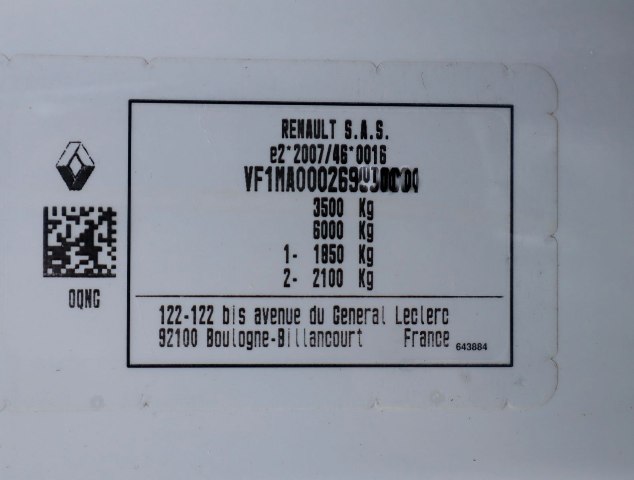 RENAULT S.A.S.
e2*2007/46*0016
3500 Kg
6000 Kg
1- 1850 Kg
2- 2100 Kg
0QNG
122-122 bis avenue du General Leclerc
92100 Boulogne-Billancourt France 643884